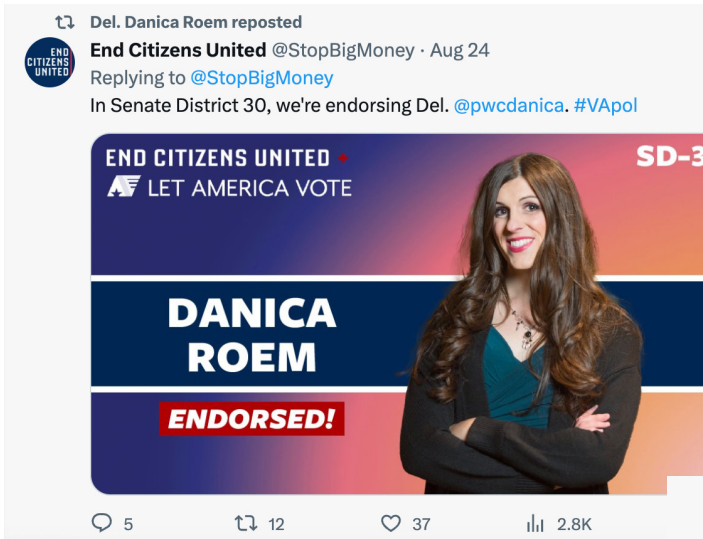 Del. Danica Roem reposted
END CITIZENS UNITED
End Citizens United @StopBigMoney · Aug 24
Replying to @StopBigMoney
In Senate District 30, we're endorsing Del. @pwcdanica. #VApol
END CITIZENS UNITED
LET AMERICA VOTE
SD-3
DANICA
ROEM
ENDORSED!
5 12 37 2.8K